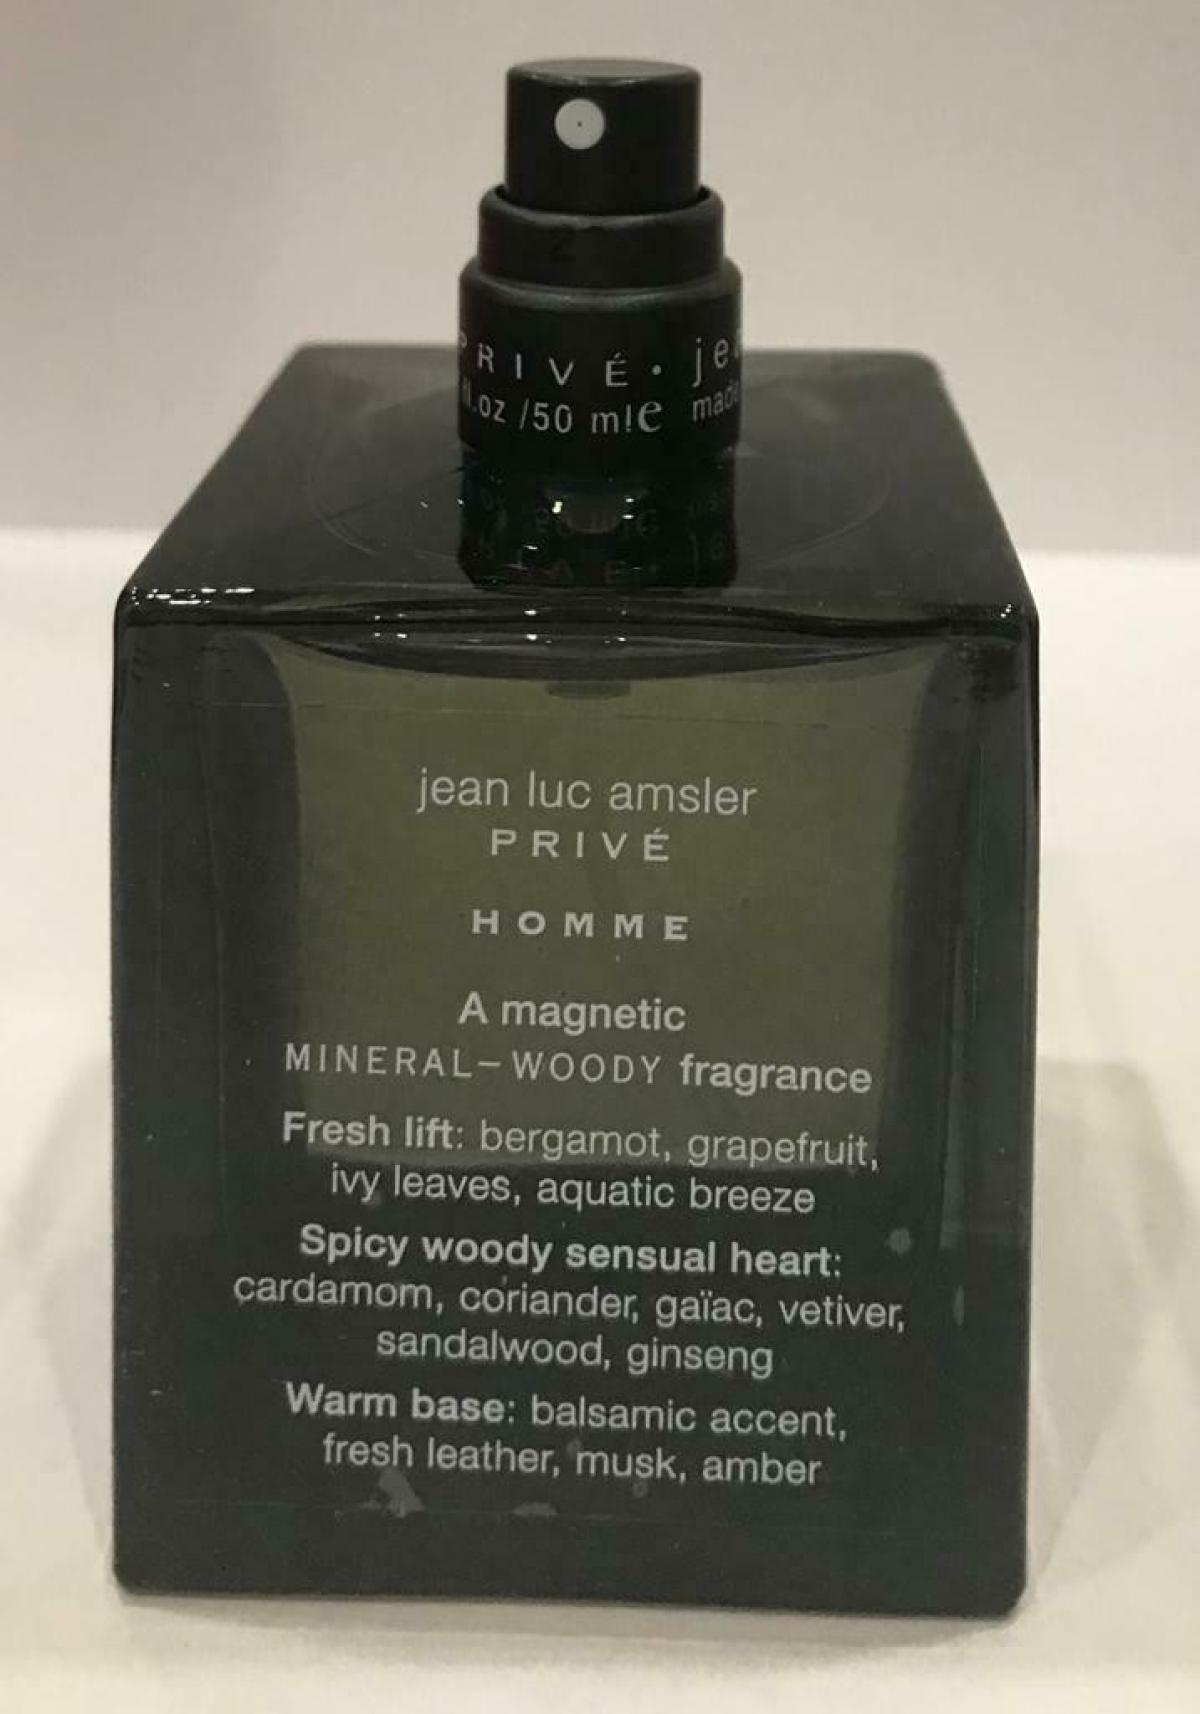 PRIVÉ · je
fl.oz /50 ml e made
jean luc amsler
PRIVÉ
HOMME
A magnetic
MINERAL–WOODY fragrance
Fresh lift: bergamot, grapefruit,
ivy leaves, aquatic breeze
Spicy woody sensual heart:
cardamom, coriander, gaïac, vetiver,
sandalwood, ginseng
Warm base: balsamic accent,
fresh leather, musk, amber